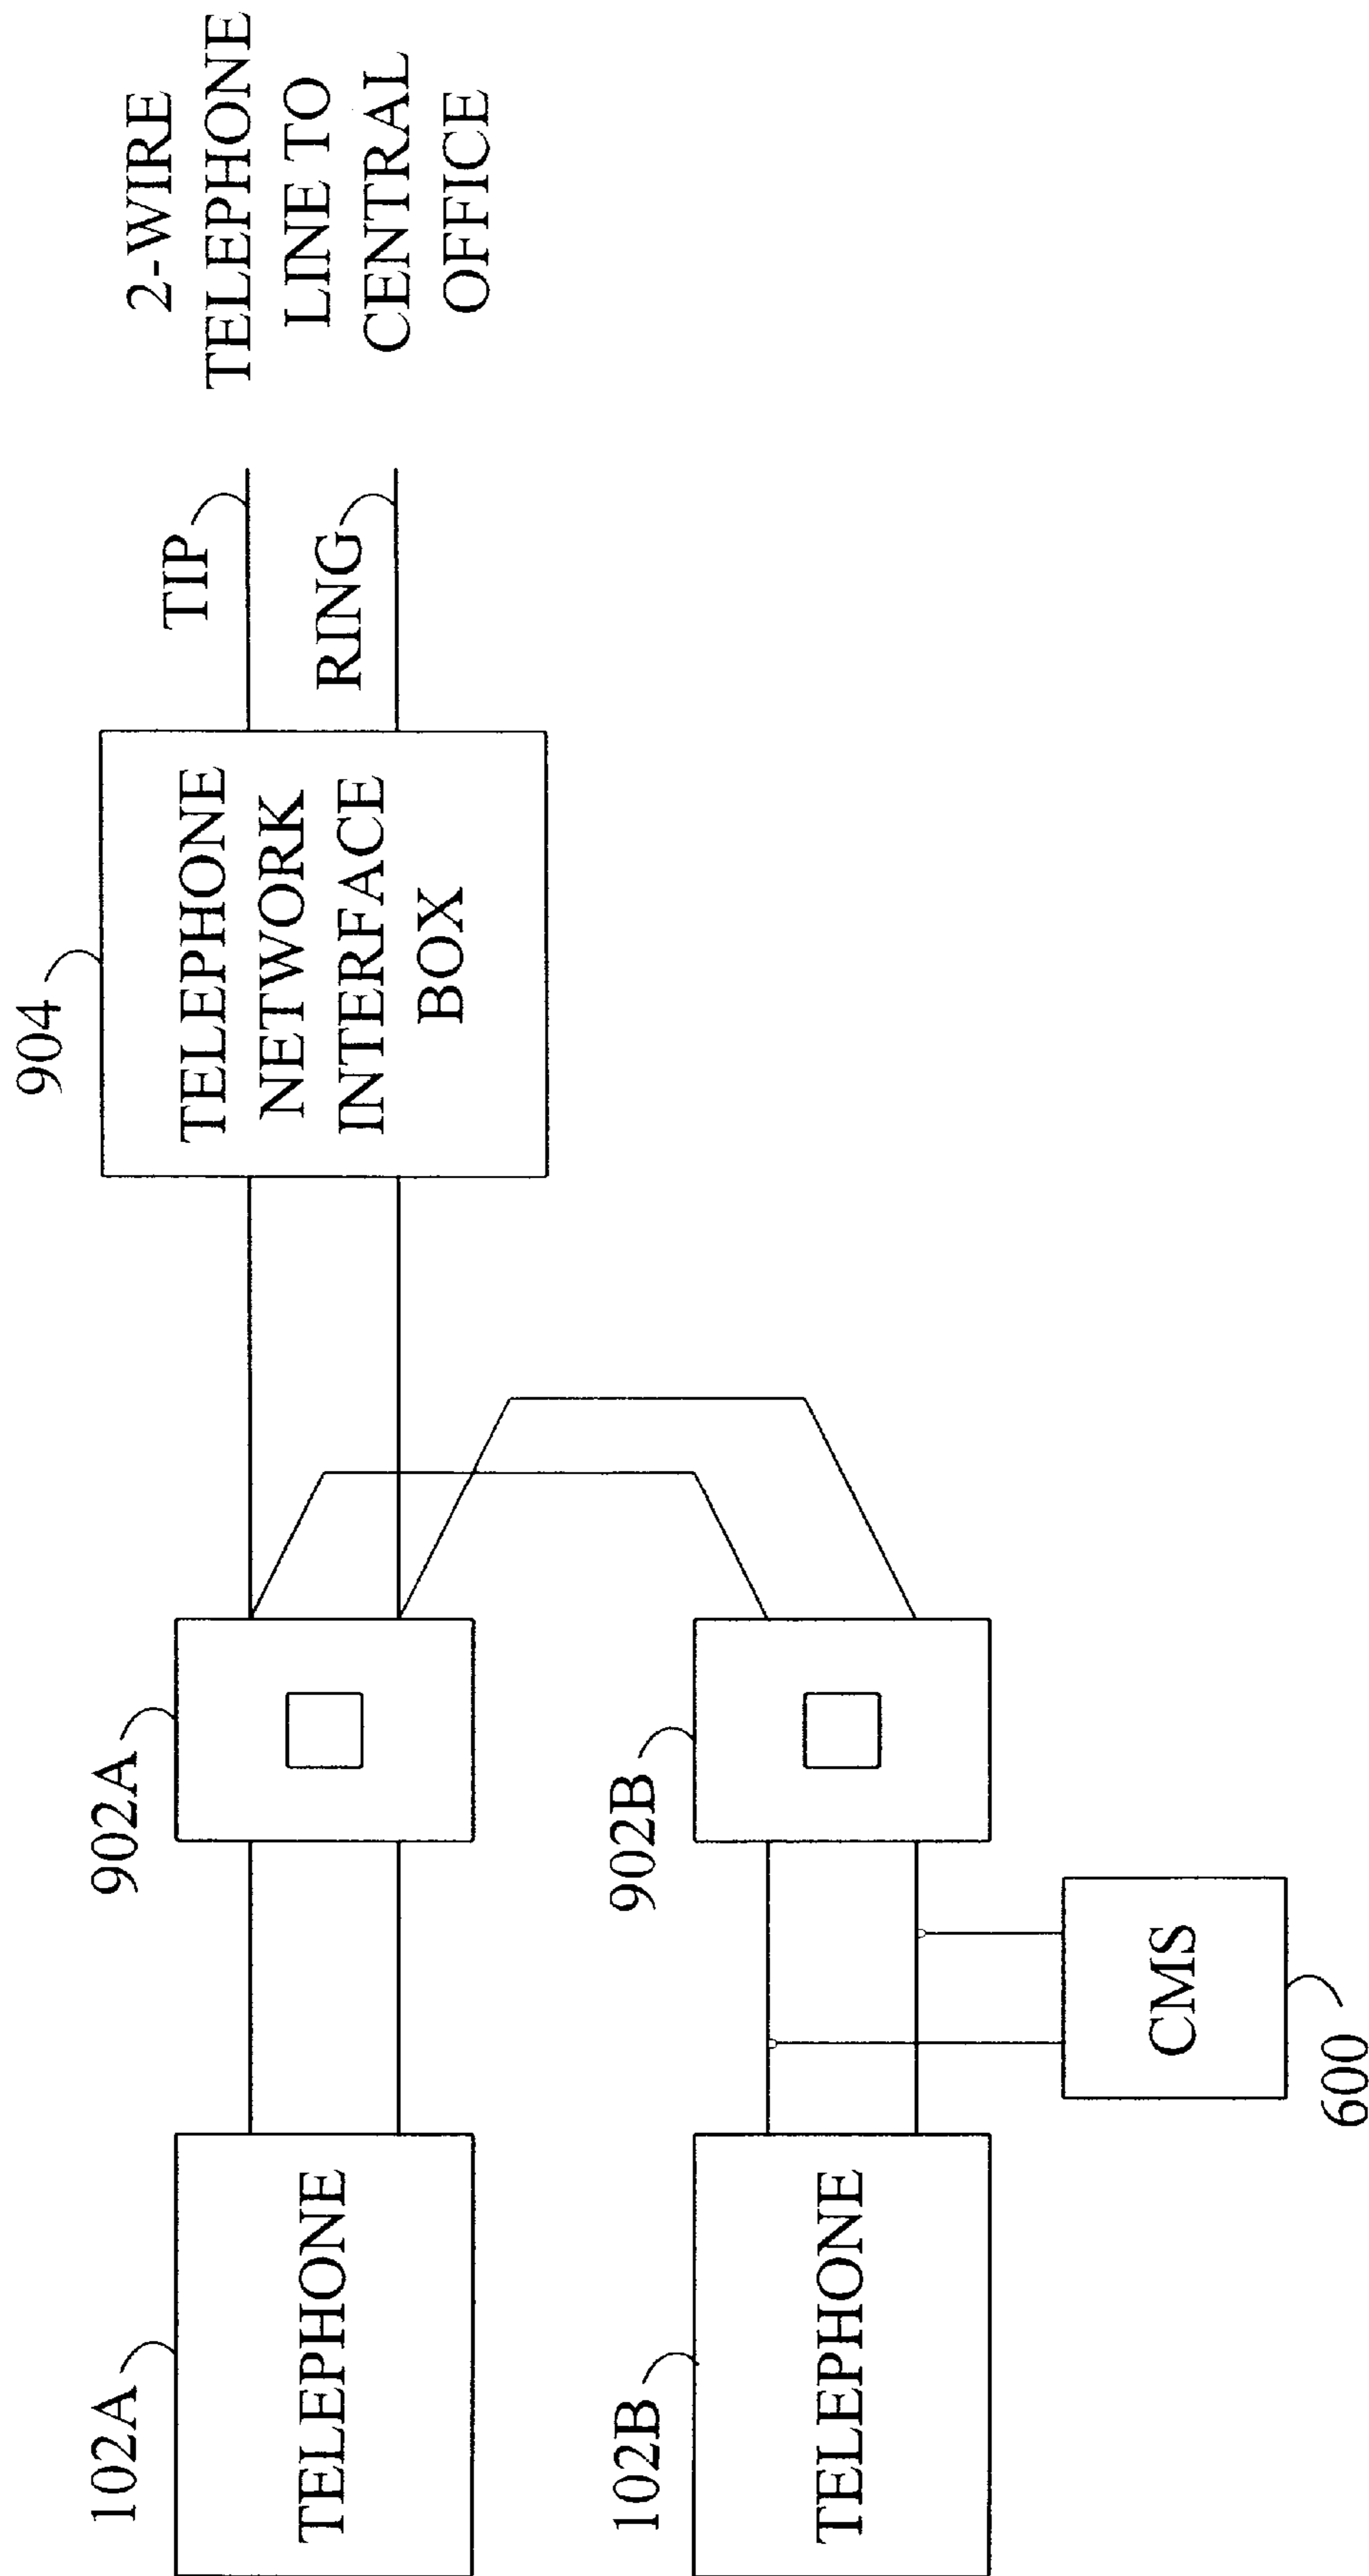 904
2-WIRE
TELEPHONE
LINE TO
CENTRAL
OFFICE
TIP
RING
TELEPHONE
NETWORK
INTERFACE
BOX
102A
902A
TELEPHONE
102B
902B
TELEPHONE
CMS
600